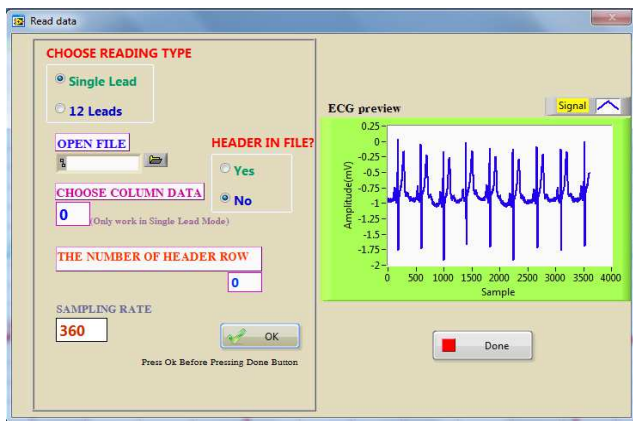 Read data
CHOOSE READING TYPE
Single Lead
12 Leads
OPEN FILE
HEADER IN FILE?
Yes
No
CHOOSE COLUMN DATA
0
(Only work in Single Lead Mode)
THE NUMBER OF HEADER ROW
0
SAMPLING RATE
360
OK
Press Ok Before Pressing Done Button
ECG preview
Signal
Amplitude(mV)
0.25
0
-0.25
-0.5
-0.75
-1
-1.25
-1.5
-1.75
-2
0 500 1000 1500 2000 2500 3000 3500 4000
Sample
Done